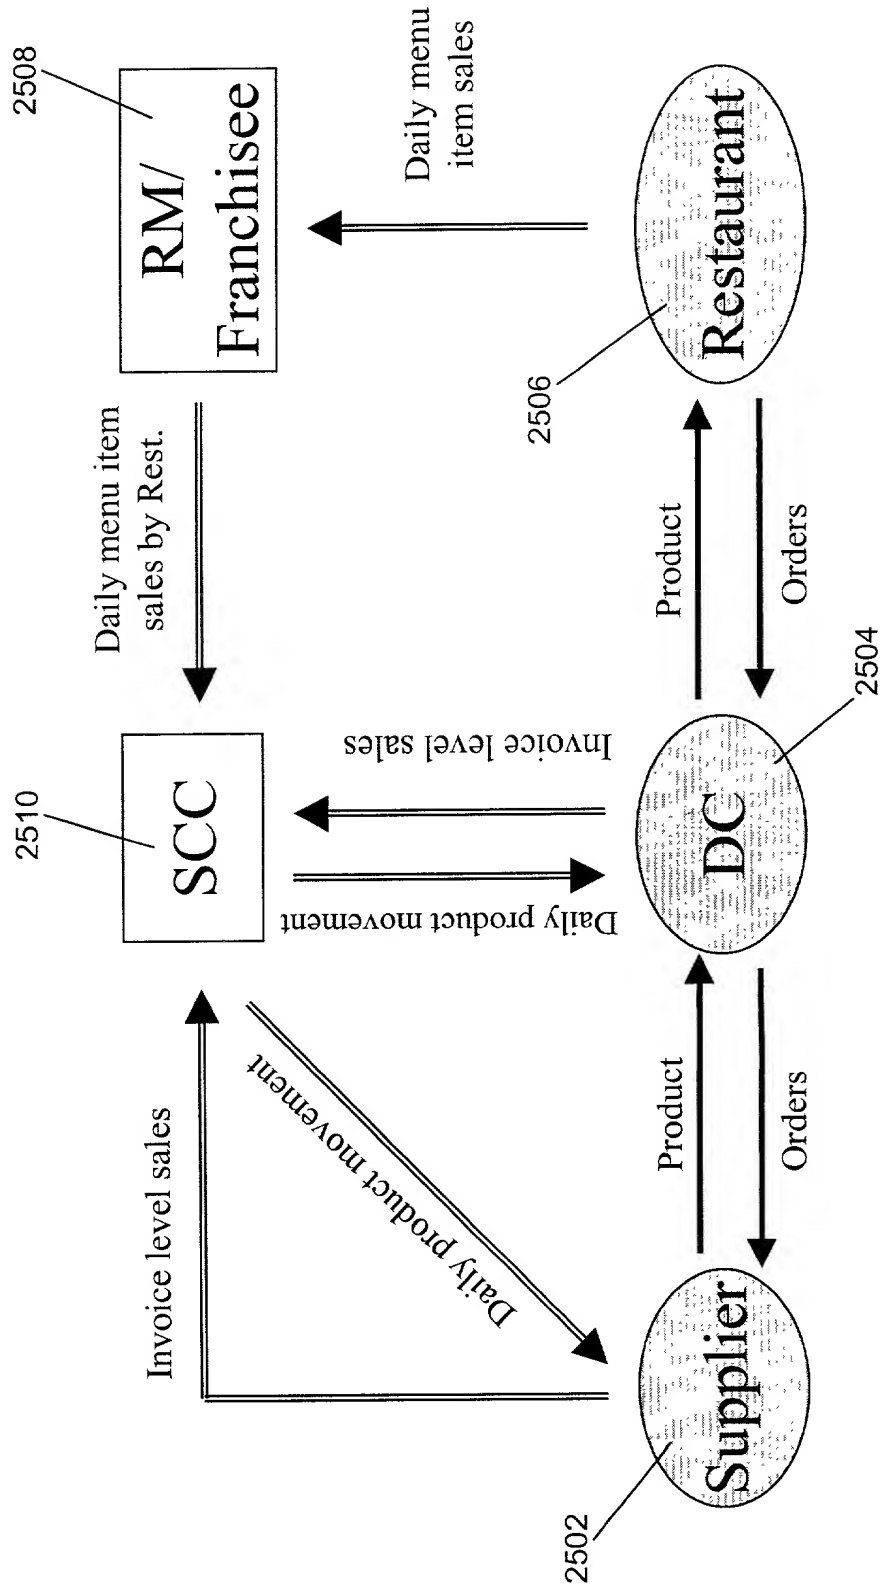 2510
2508
SCC
RM/
Franchisee
Daily menu item
sales by Rest.
Invoice level sales
Daily product movement
Daily product movement
Invoice level sales
Daily menu
item sales
2502
Supplier
Product
Orders
DC
2504
Product
Orders
2506
Restaurant